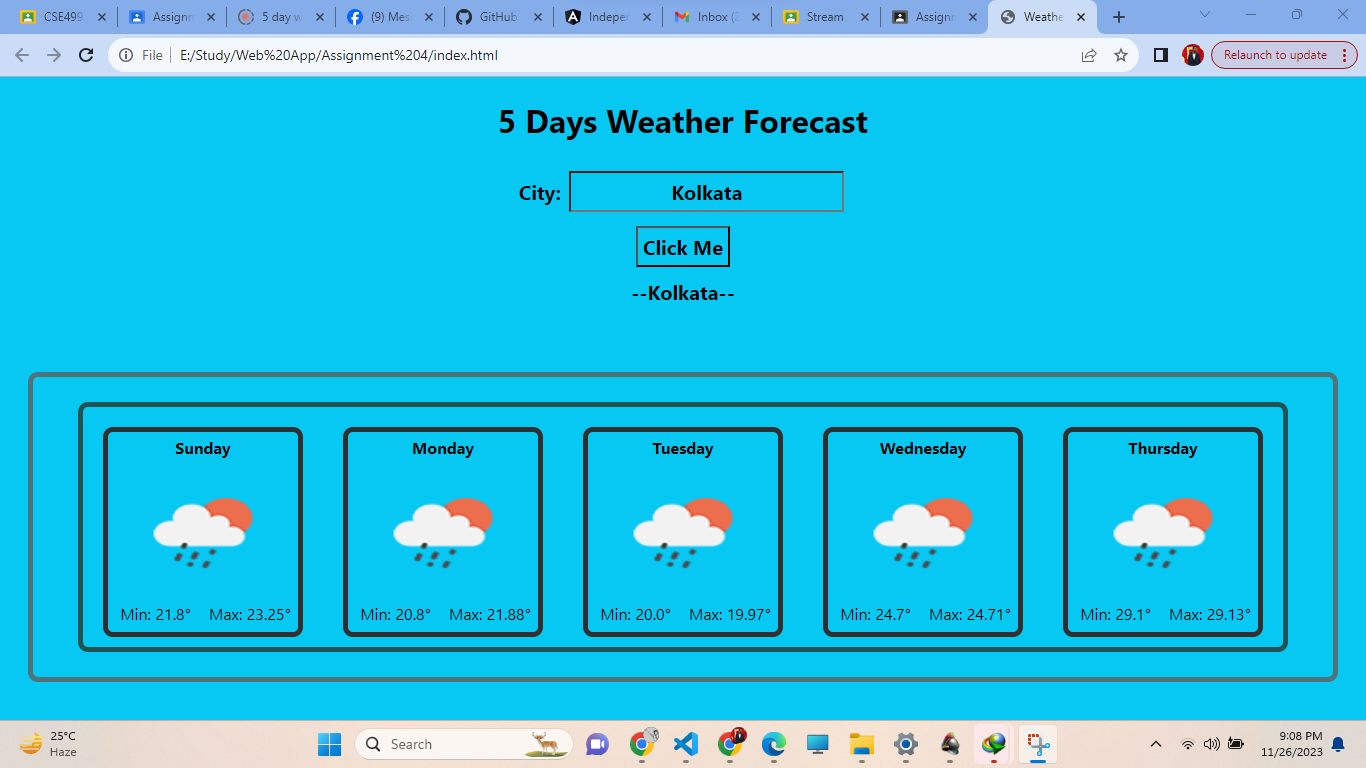 CSE499
Assignm
5 day w
(9) Mes
GitHub
Indepe
Inbox (2
Stream
Assignm
Weathe
File
E:/Study/Web%20App/Assignment%204/index.html
Relaunch to update
5 Days Weather Forecast
City: Kolkata
Click Me
--Kolkata--
Sunday Monday Tuesday Wednesday Thursday
Min: 21.8° Max: 23.25° Min: 20.8° Max: 21.88° Min: 20.0° Max: 19.97° Min: 24.7° Max: 24.71° Min: 29.1° Max: 29.13°
25°C
Haze
Search
9:08 PM
11/26/2023